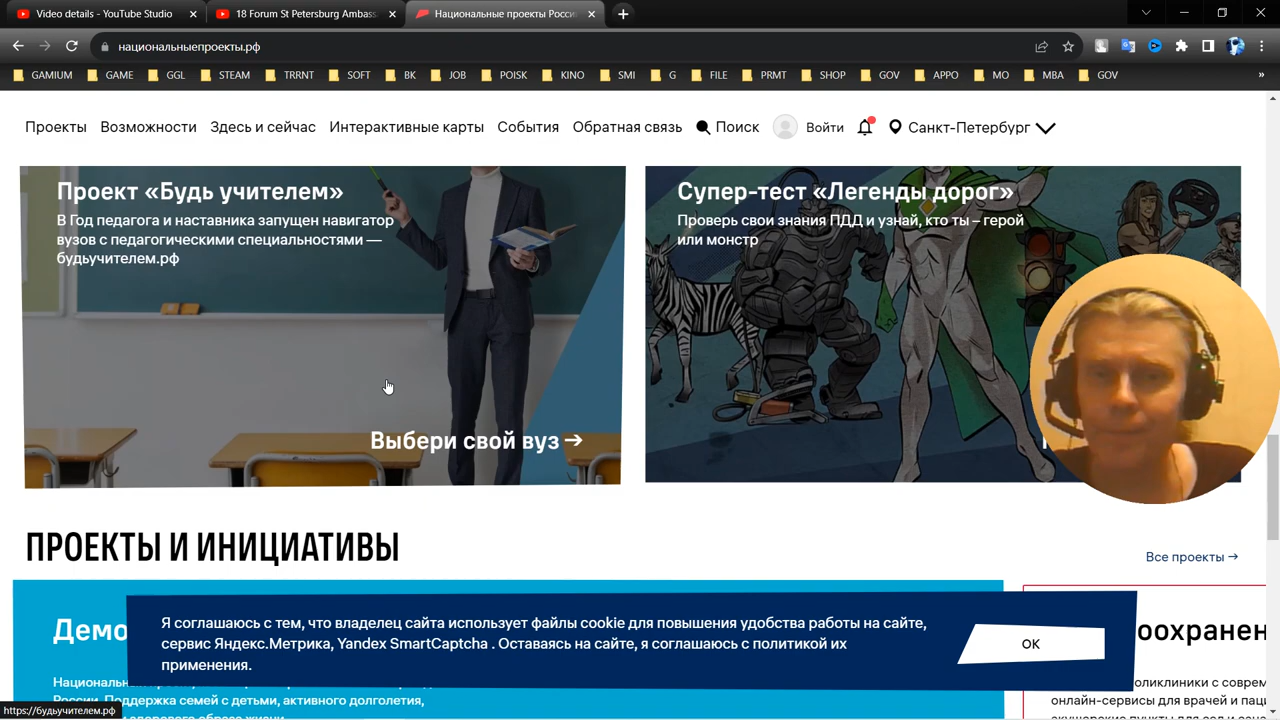 Video details - YouTube Studio
18 Forum St Petersburg Ambass
Национальные проекты Росси
национальныепроекты.рф
GAMIUM GAME GGL STEAM TRRNT SOFT BK JOB POISK KINO SMI G FILE PRMT SHOP GOV APPO MO MBA GOV »
Проекты Возможности Здесь и сейчас Интерактивные карты События Обратная связь Поиск Войти Санкт-Петербург
Проект «Будь учителем»
В Год педагога и наставника запущен навигатор
вузов с педагогическими специальностями —
будьучителем.рф
Выбери свой вуз →
Супер-тест «Легенды дорог»
Проверь свои знания ПДД и узнай, кто ты – герой
или монстр
ПРОЕКТЫ И ИНИЦИАТИВЫ
Все проекты →
Демо
оохранен
Я соглашаюсь с тем, что владелец сайта использует файлы cookie для повышения удобства работы на сайте,
сервис Яндекс.Метрика, Yandex SmartCaptcha . Оставаясь на сайте, я соглашаюсь с политикой их
применения.
ОК
Националь
России. Поддержка семей с детьми, активного долголетия,
оликлиники с соврем
онлайн-сервисы для врачей и паци
https://будьучителем.рф